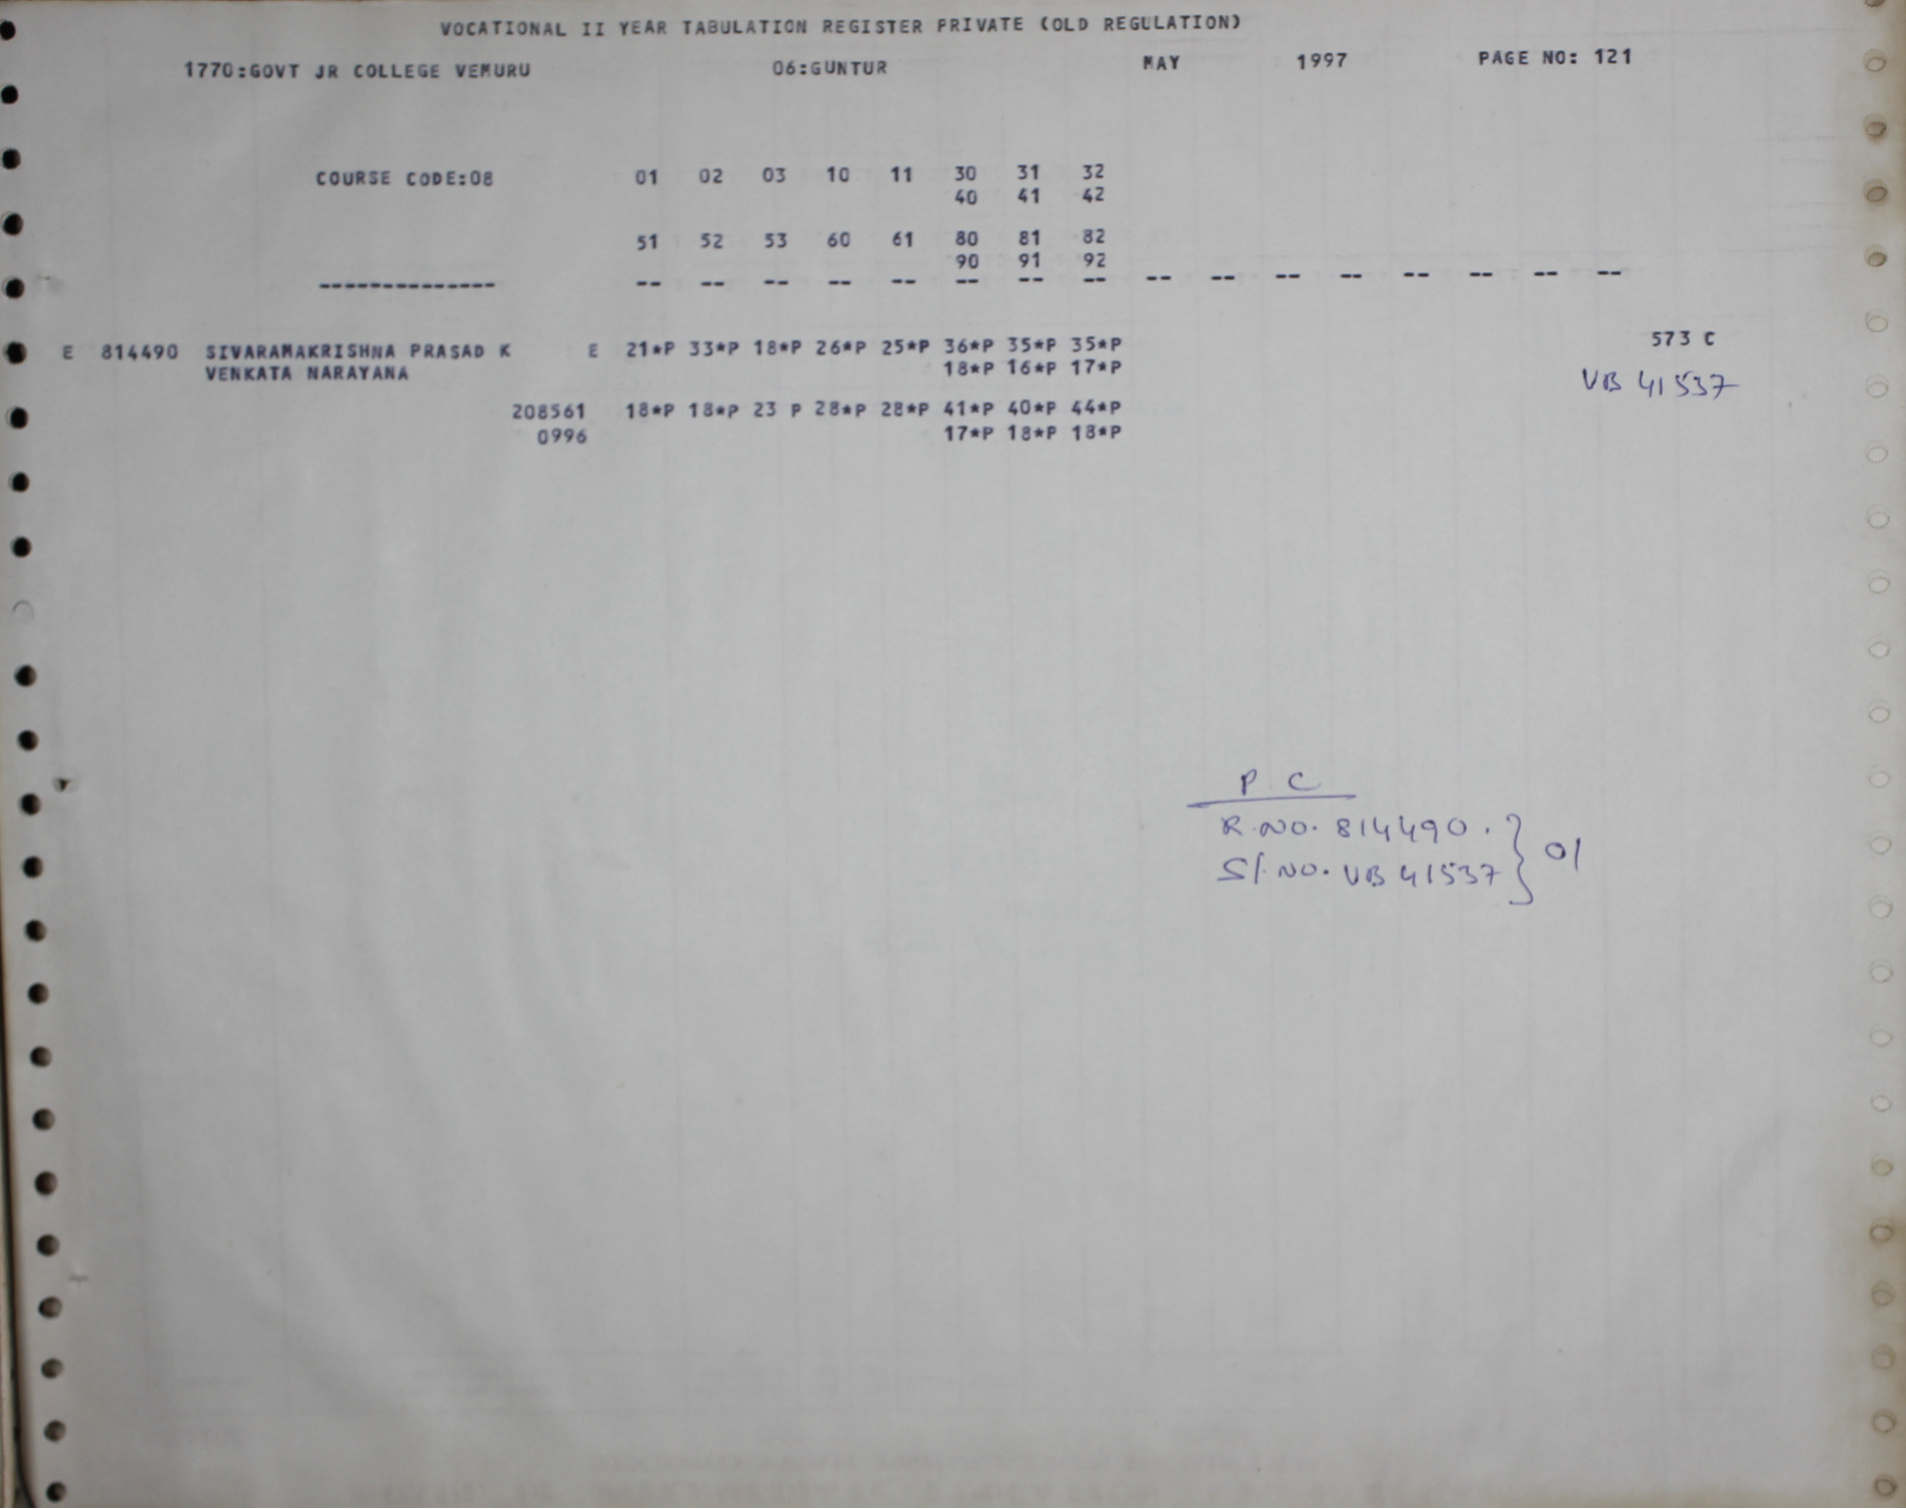 VOCATIONAL II YEAR TABULATION REGISTER PRIVATE (OLD REGULATION)
1770:GOVT JR COLLEGE VEMURU 06:GUNTUR MAY 1997 PAGE NO: 121
COURSE CODE:08 01 02 03 10 11 30 31 32
40 41 42
51 52 53 60 61 80 81 82
90 91 92
-------------- -- -- -- -- -- -- -- -- -- -- -- -- -- -- -- --
E 814490 SIVARAMAKRISHNA PRASAD K E 21*P 33*P 18*P 26*P 25*P 36*P 35*P 35*P 573 C
VENKATA NARAYANA 18*P 16*P 17*P VB 41537
208561 18*P 18*P 23 P 28*P 28*P 41*P 40*P 44*P
0996 17*P 18*P 18*P
P.C
R.NO. 814490. } 01
Sl.NO. VB 41537